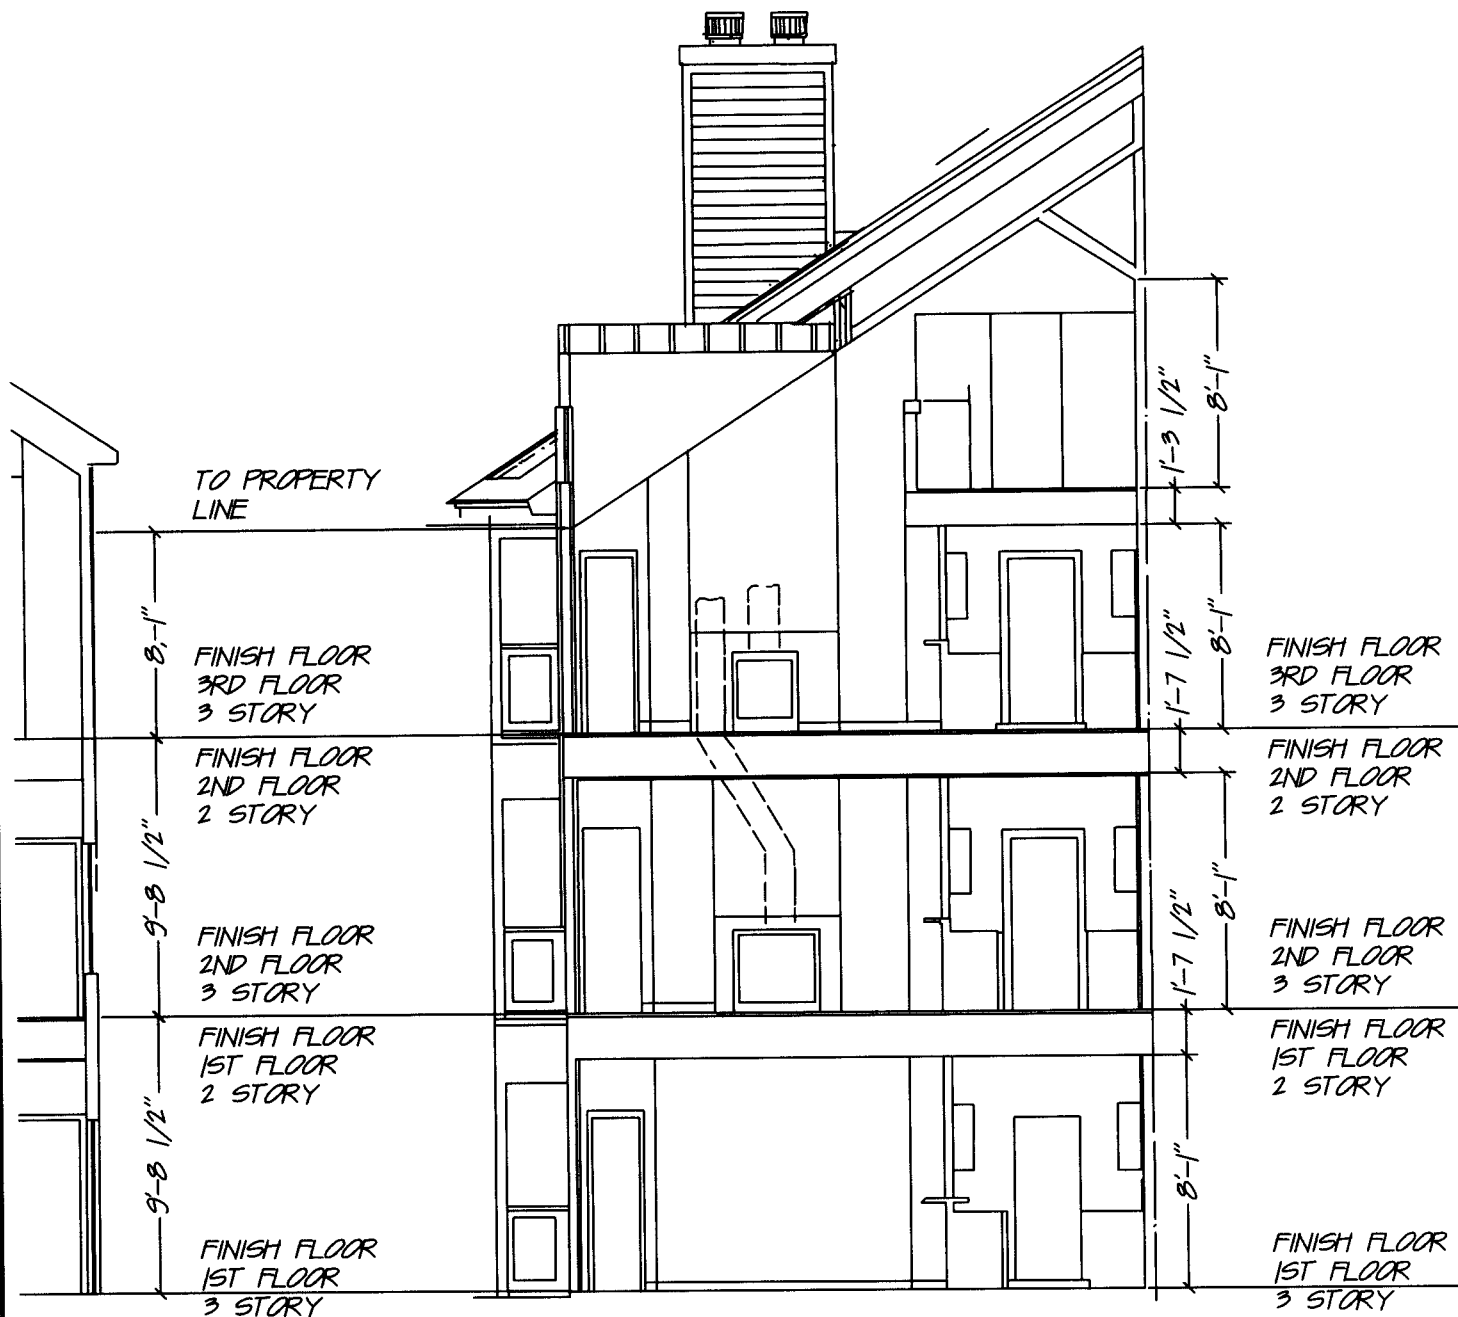 TO PROPERTY
LINE
8,-1"
FINISH FLOOR
3RD FLOOR
3 STORY
FINISH FLOOR
2ND FLOOR
2 STORY
9'-8 1/2"
FINISH FLOOR
2ND FLOOR
3 STORY
FINISH FLOOR
1ST FLOOR
2 STORY
9'-8 1/2"
FINISH FLOOR
1ST FLOOR
3 STORY
8'-1"
1'-3 1/2"
8'-1"
1'-7 1/2"
FINISH FLOOR
3RD FLOOR
3 STORY
FINISH FLOOR
2ND FLOOR
2 STORY
8'-1"
1'-7 1/2"
FINISH FLOOR
2ND FLOOR
3 STORY
FINISH FLOOR
1ST FLOOR
2 STORY
8'-1"
FINISH FLOOR
1ST FLOOR
3 STORY